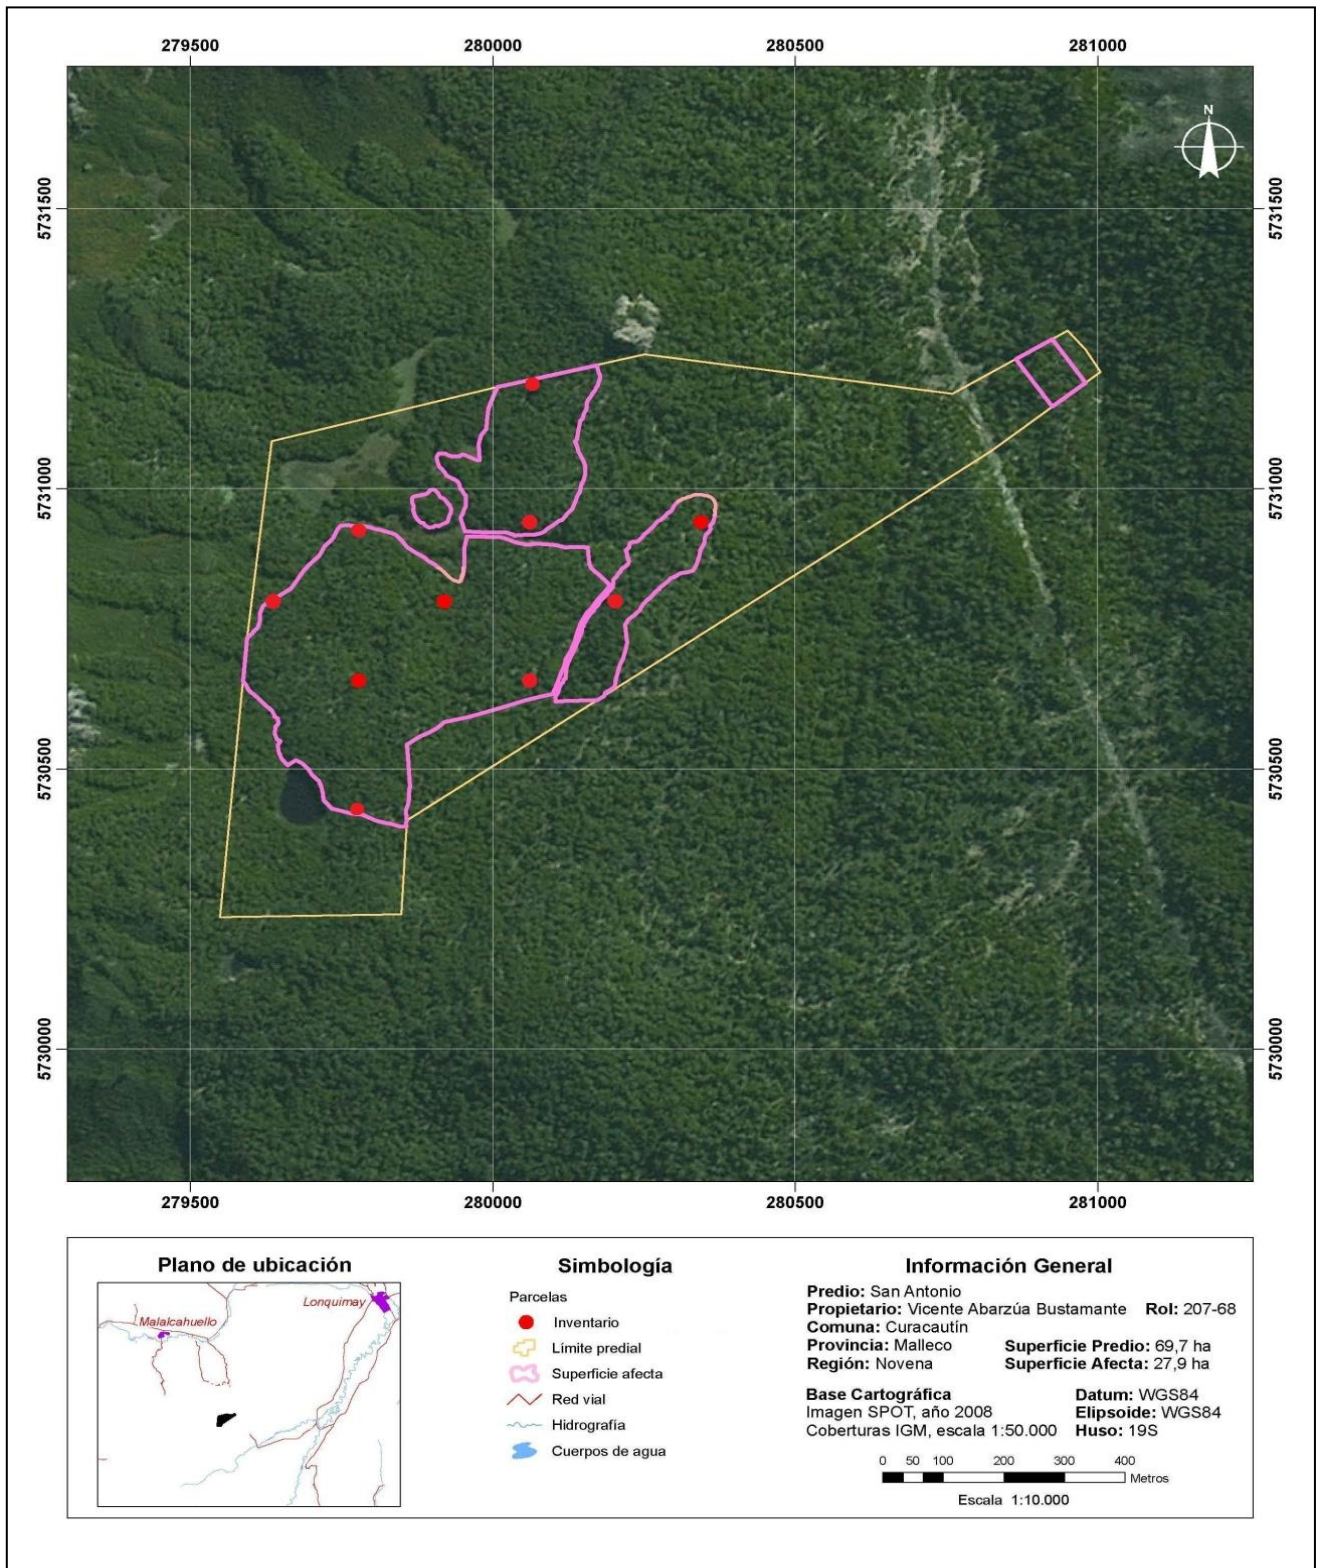 279500 280000 280500 281000
N
5731500 5731500
5731000 5731000
5730500 5730500
5730000 5730000
279500 280000 280500 281000
Plano de ubicación
Lonquimay
Malalcahuello
Simbología
Parcelas
Inventario
Límite predial
Superficie afecta
Red vial
Hidrografía
Cuerpos de agua
Información General
Predio: San Antonio
Propietario: Vicente Abarzúa Bustamante Rol: 207-68
Comuna: Curacautín
Provincia: Malleco Superficie Predio: 69,7 ha
Región: Novena Superficie Afecta: 27,9 ha
Base Cartográfica Datum: WGS84
Imagen SPOT, año 2008 Elipsoide: WGS84
Coberturas IGM, escala 1:50.000 Huso: 19S
0 50 100 200 300 400
Metros
Escala 1:10.000